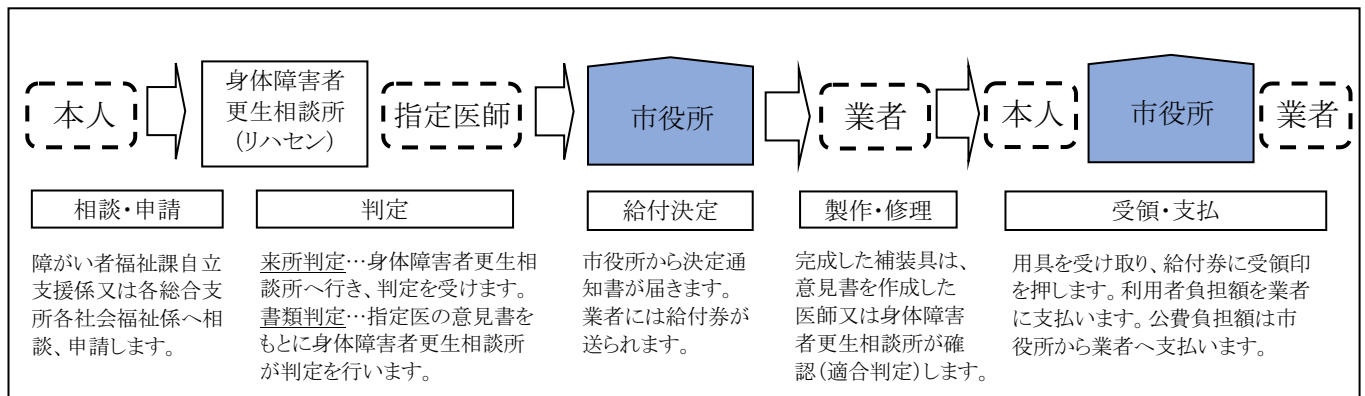 本人
身体障害者
更生相談所
(リハセン)
指定医師
市役所
業者
本人
市役所
業者
相談・申請
判定
給付決定
製作・修理
受領・支払
障がい者福祉課自立
支援係又は各総合支
所各社会福祉係へ相
談、申請します。
来所判定…身体障害者更生相
談所へ行き、判定を受けます。
書類判定…指定医の意見書を
もとに身体障害者更生相談所
が判定を行います。
市役所から決定通
知書が届きます。
業者には給付券が
送られます。
完成した補装具は、
意見書を作成した
医師又は身体障害
者更生相談所が確
認(適合判定)します。
用具を受け取り、給付券に受領印
を押します。利用者負担額を業者
に支払います。公費負担額は市
役所から業者へ支払います。